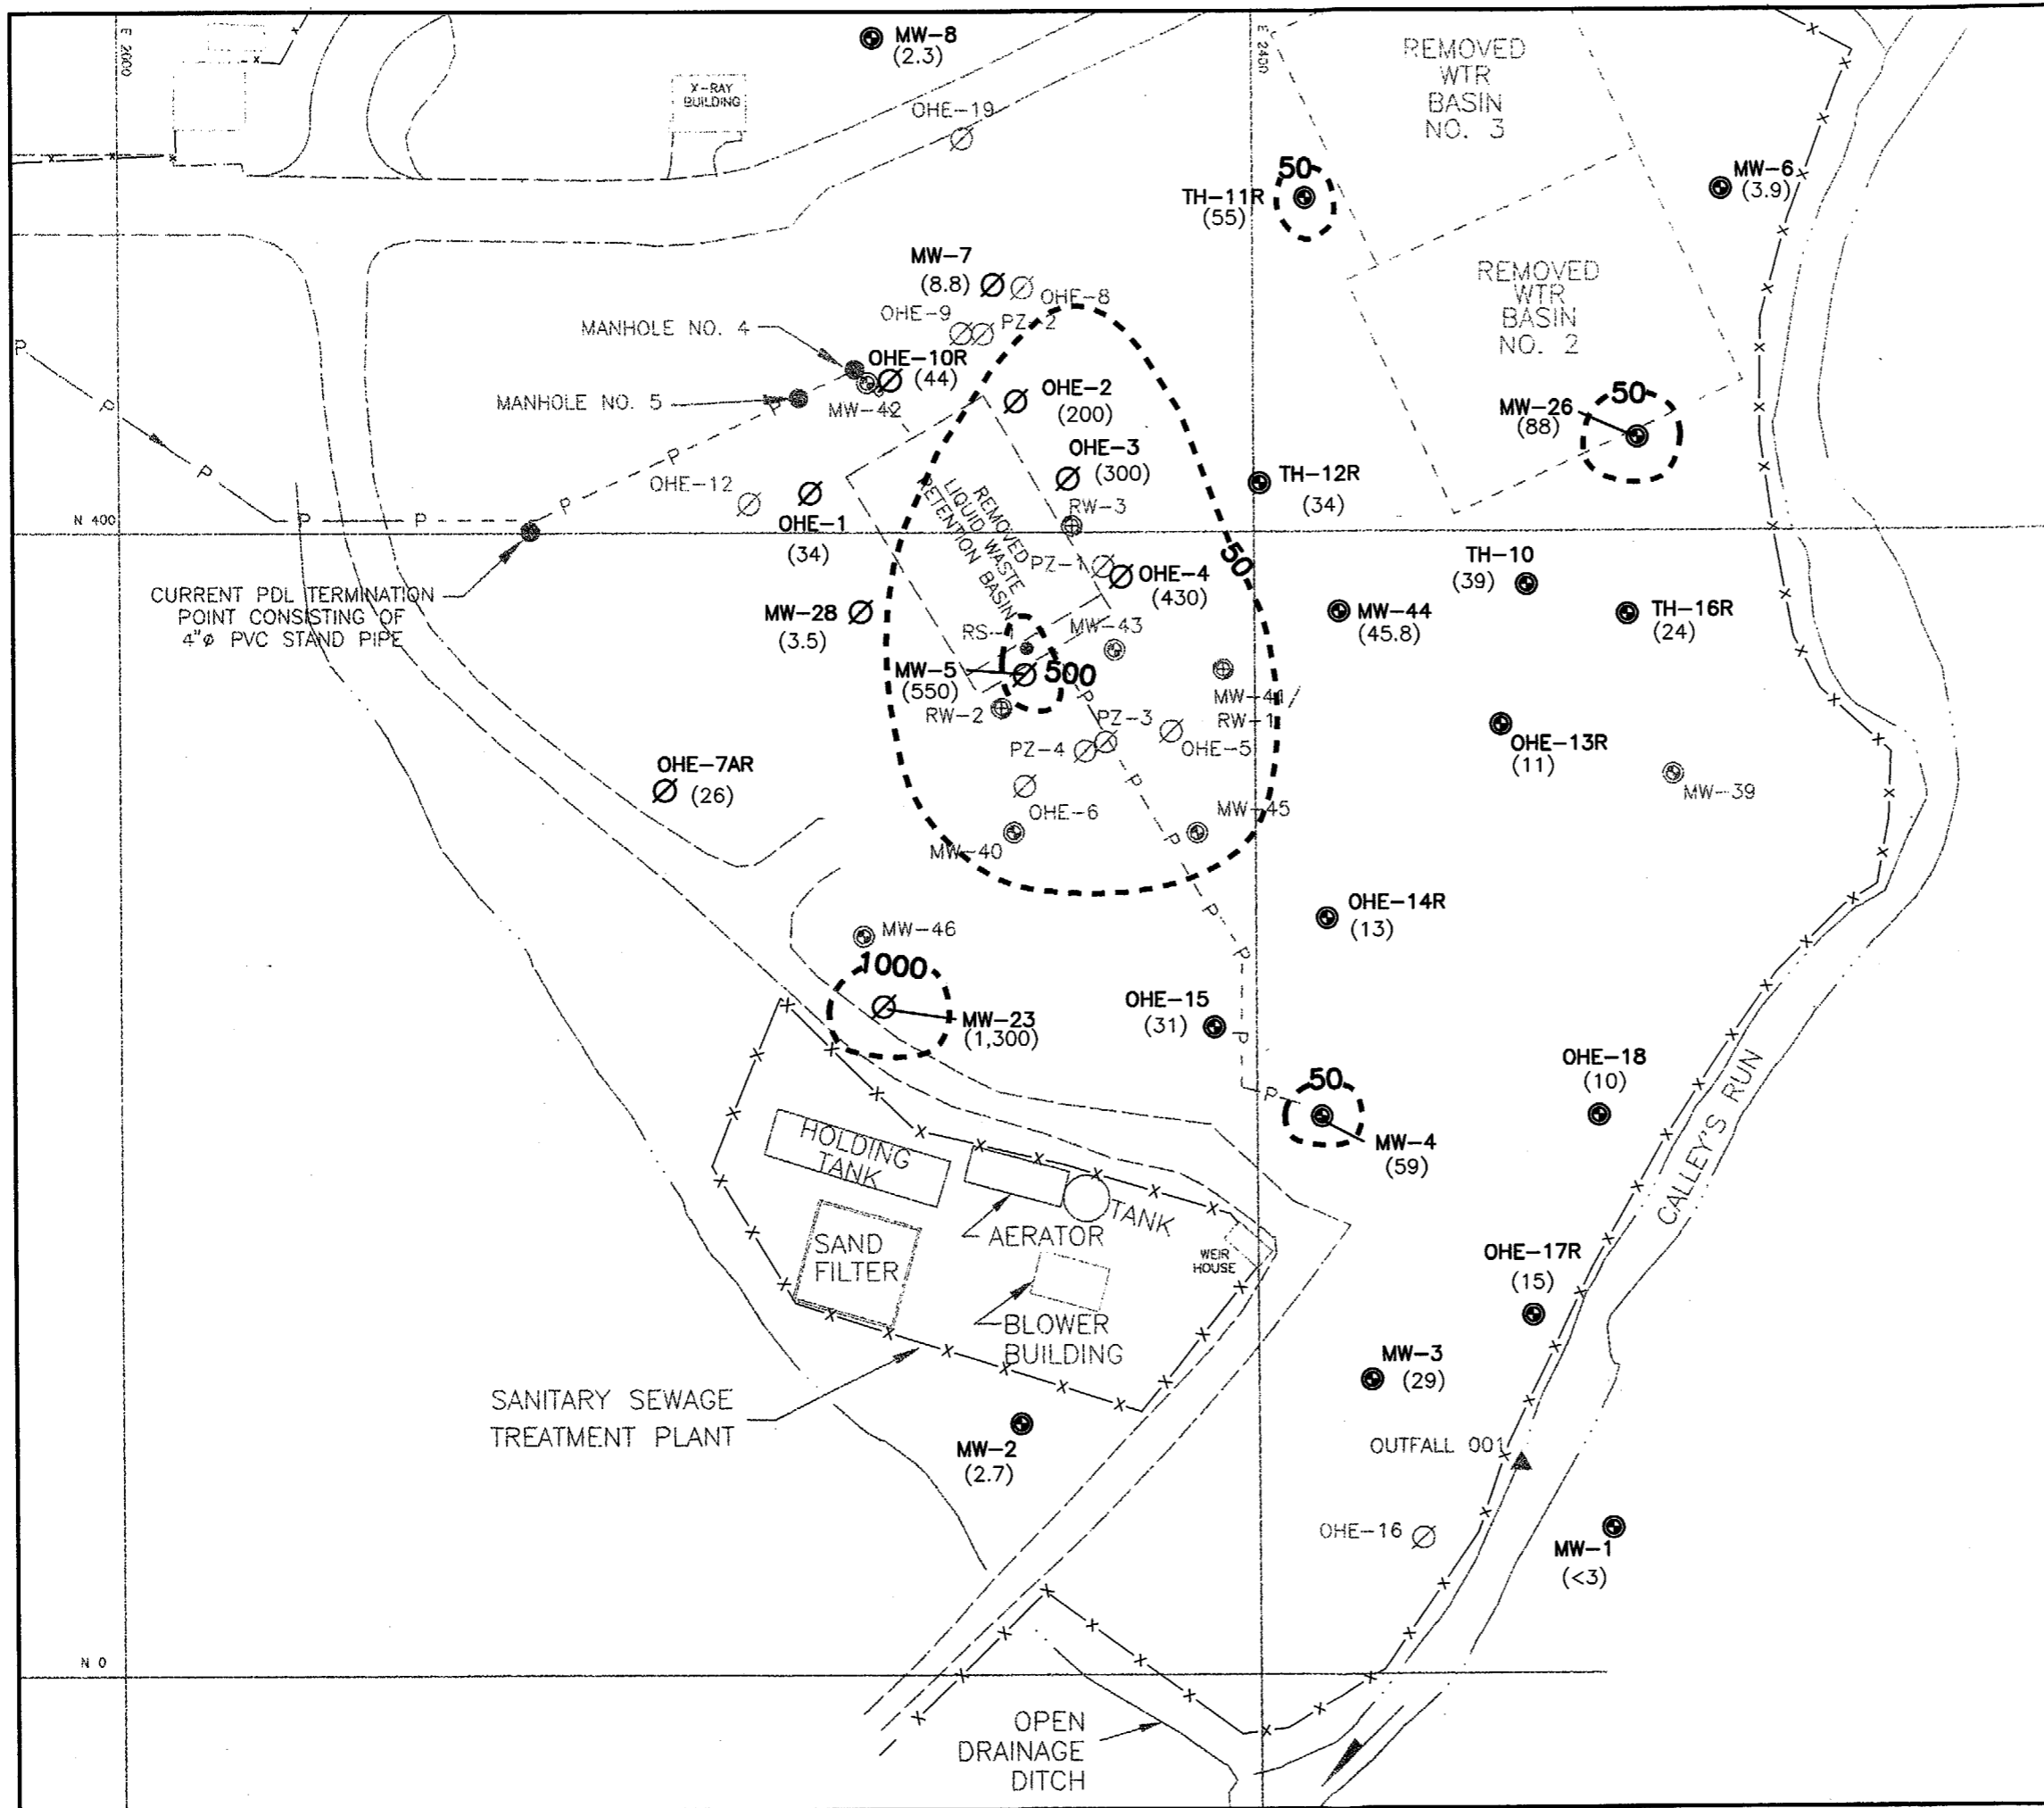 E 2000
MW-8
(2.3)
E 2400
REMOVED
WTR
BASIN
NO. 3
X-RAY
BUILDING
OHE-19
50
TH-11R
(55)
MW-6
(3.9)
MW-7
(8.8)
OHE-8
REMOVED
WTR
BASIN
NO. 2
OHE-9
PZ-2
MANHOLE NO. 4
P
OHE-10R
(44)
MANHOLE NO. 5
MW-42
P
P
OHE-2
(200)
50
MW-26
(88)
P
P
OHE-3
(300)
OHE-12
OHE-1
(34)
REMOVED
LIQUID WASTE
RETENTION BASIN
RW-3
TH-12R
(34)
N 400
P
P
P
50
PZ-1
OHE-4
(430)
TH-10
(39)
CURRENT PDL TERMINATION
POINT CONSISTING OF
4"ø PVC STAND PIPE
MW-28
(3.5)
RS-1
MW-43
MW-44
(45.8)
TH-16R
(24)
MW-5
(550)
500
P
MW-41
RW-2
PZ-3
RW-1
PZ-4
OHE-5
OHE-13R
(11)
OHE-7AR
(26)
P
MW-39
OHE-6
MW-45
MW-40
P
OHE-14R
(13)
P
MW-46
P
1000
MW-23
(1,300)
OHE-15
(31)
P
OHE-18
(10)
50
P
MW-4
(59)
CALLEY'S RUN
HOLDING
TANK
TANK
AERATOR
SAND
FILTER
WEIR
HOUSE
OHE-17R
(15)
BLOWER
BUILDING
MW-3
(29)
SANITARY SEWAGE
TREATMENT PLANT
MW-2
(2.7)
OUTFALL 001
OHE-16
MW-1
(<3)
N 0
OPEN
DRAINAGE
DITCH